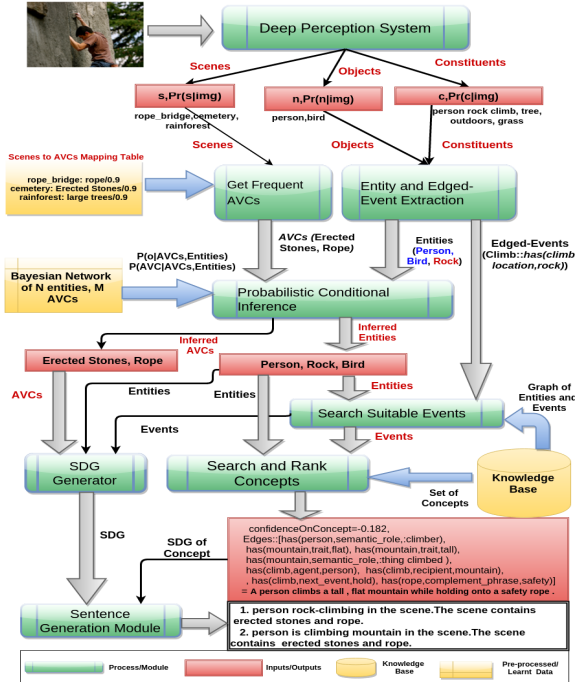 Deep Perception System
Scenes
Objects
Constituents
s,Pr(s|img)
n,Pr(n|img)
c,Pr(c|img)
rope_bridge,cemetery,
rainforest
person,bird
person rock climb, tree,
outdoors, grass
Scenes
Objects
Constituents
Scenes to AVCs Mapping Table
rope_bridge: rope/0.9
cemetery: Erected Stones/0.9
rainforest: large trees/0.9
Get Frequent
AVCs
Entity and Edged-
Event Extraction
AVCs (Erected
Stones, Rope)
Entities
(Person,
Bird, Rock)
Edged-Events
(Climb::has(climb,
location,rock))
P(o|AVCs,Entities)
P(AVC|AVCs,Entities)
Bayesian Network
of N entities, M
AVCs
Probabilistic Conditional
Inference
Inferred
AVCs
Inferred
Entities
Erected Stones, Rope
Person, Rock, Bird
AVCs
Entities
Entities
Entities
Graph of
Entities and
Events
Search Suitable Events
Events
Events
SDG
Generator
Search and Rank
Concepts
Knowledge
Base
Set of
Concepts
SDG
SDG of
Concept
confidenceOnConcept=-0.182,
Edges::[has(person,semantic_role,:climber),
has(mountain,trait,flat), has(mountain,trait,tall),
has(mountain,semantic_role,:thing climbed ),
has(climb,agent,person), has(climb,recipient,mountain),
, has(climb,next_event,hold), has(rope,complement_phrase,safety)]
= A person climbs a tall , flat mountain while holding onto a safety rope .
Sentence
Generation Module
1. person rock-climbing in the scene.The scene contains
erected stones and rope.
2. person is climbing mountain in the scene.The scene
contains erected stones and rope.
Process/Module
Inputs/Outputs
Knowledge
Base
Pre-processed/
Learnt Data